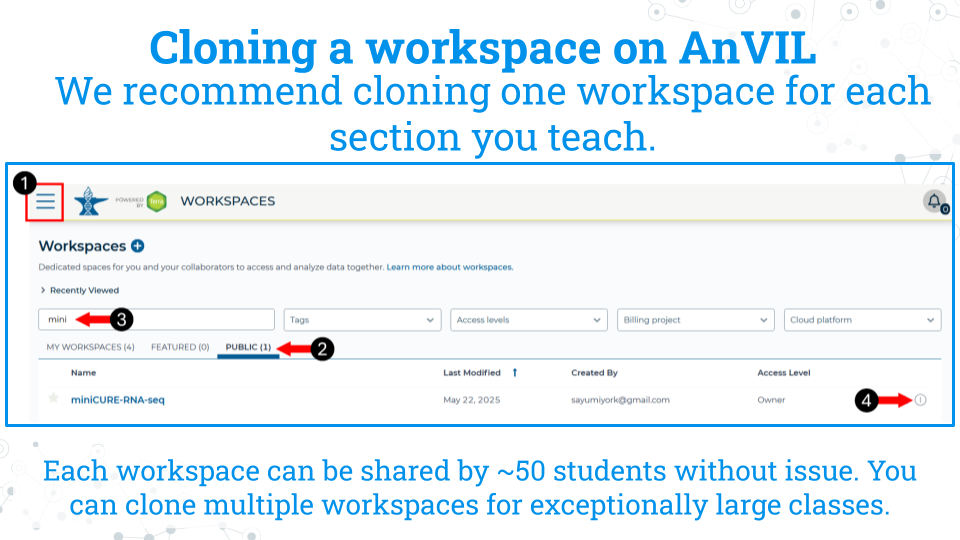 Cloning a workspace on AnVIL
We recommend cloning one workspace for each
section you teach.
1
POWERED BY terra WORKSPACES
0
Workspaces
Dedicated spaces for you and your collaborators to access and analyze data together. Learn more about workspaces.
Recently Viewed
mini 3 Tags Access levels Billing project Cloud platform
MY WORKSPACES (4) FEATURED (0) PUBLIC (1) 2
Name Last Modified Created By Access Level
miniCURE-RNA-seq May 22, 2025 sayumiyork@gmail.com Owner 4
Each workspace can be shared by ~50 students without issue. You
can clone multiple workspaces for exceptionally large classes.